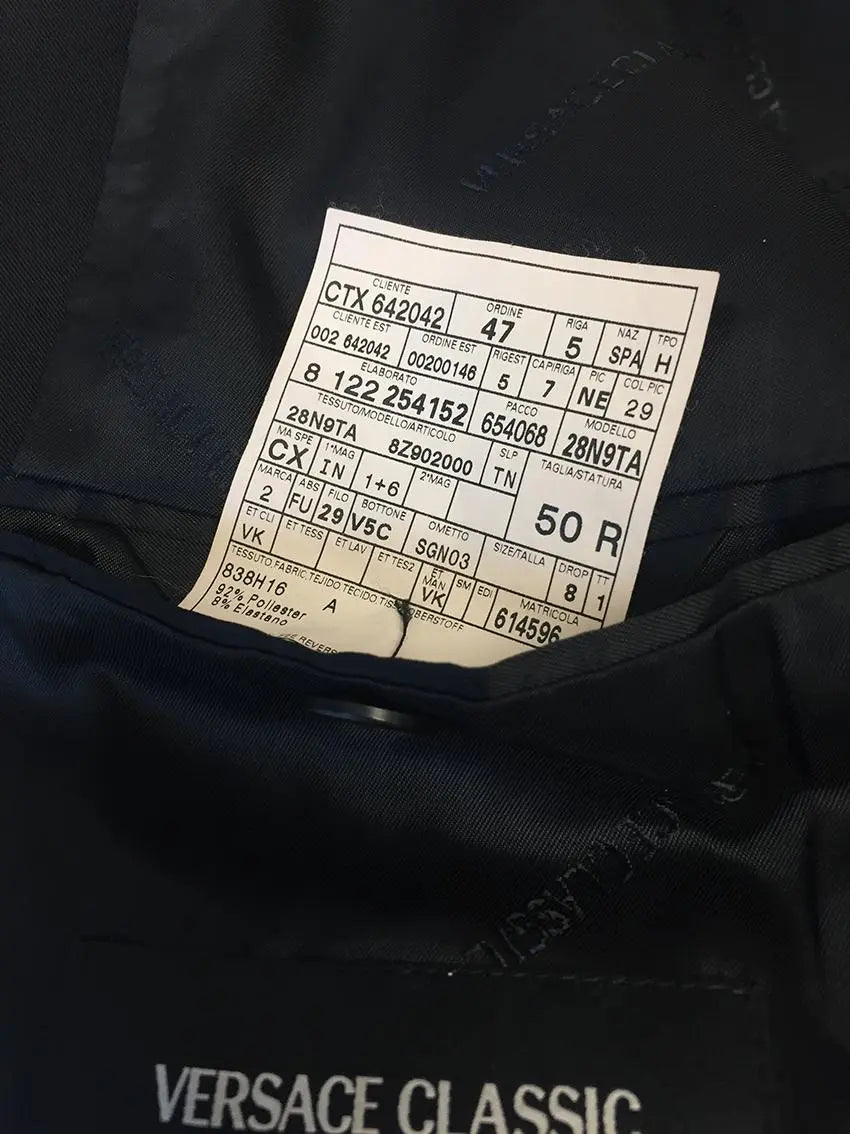 CLIENTE ORDINE RIGA NAZ TPO
CTX 642042 47 5 SPA H
CLIENTE EST ORDINE EST RIGEST CAPIRIGA PIC COL PIC
002 642042 00200146 5 7 NE 29
ELABORATO PACCO MODELLO
8 122 254152 654068 28N9TA
TESSUTO/MODELLO/ARTICOLO SLP TAGLIA/STATURA
28N9TA 8Z902000 TN 50 R
MA SPE 1°MAG 2°MAG
CX IN 1+6
MARCA ABS FILO BOTTONE OMETTO SIZE/TALLA DROP TT
2 FU 29 V5C SGN03 8 1
ET CLI ET TESS ET LAV ET TES2 ET MAN SM EDI MATRICOLA
VK VK 614596
TESSUTO,FABRIC,TEJIDO,TECIDO,TISS OBERSTOFF
838H16 A
92% Poliester
8% Elastano
VERSACE CLASSIC